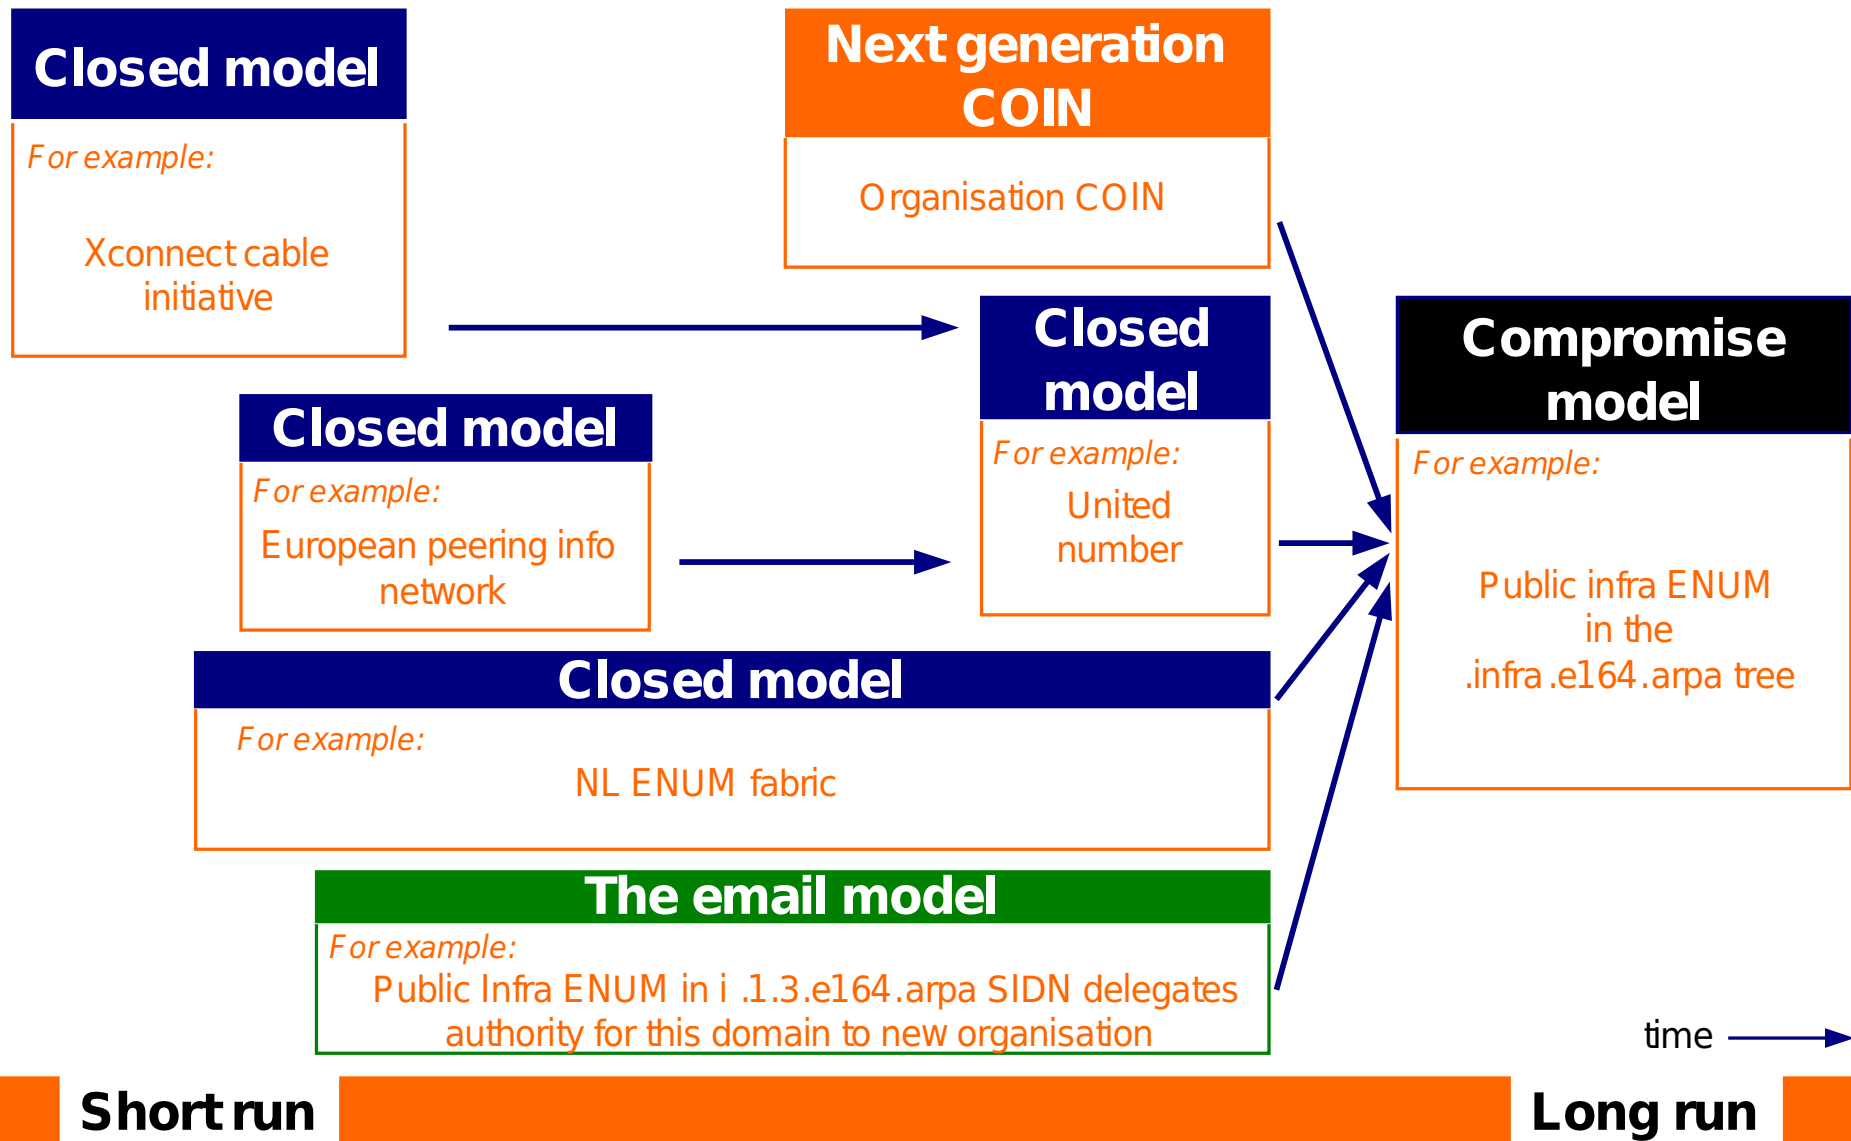 Closed model
For example:
Xconnect cable
initiative
Next generation
COIN
Organisation COIN
Closed model
For example:
European peering info
network
Closed
model
For example:
United
number
Compromise
model
For example:
Public infra ENUM
in the
.infra.e164.arpa tree
Closed model
For example:
NL ENUM fabric
The email model
For example:
Public Infra ENUM in i .1.3.e164.arpa SIDN delegates
authority for this domain to new organisation
time
Short run
Long run